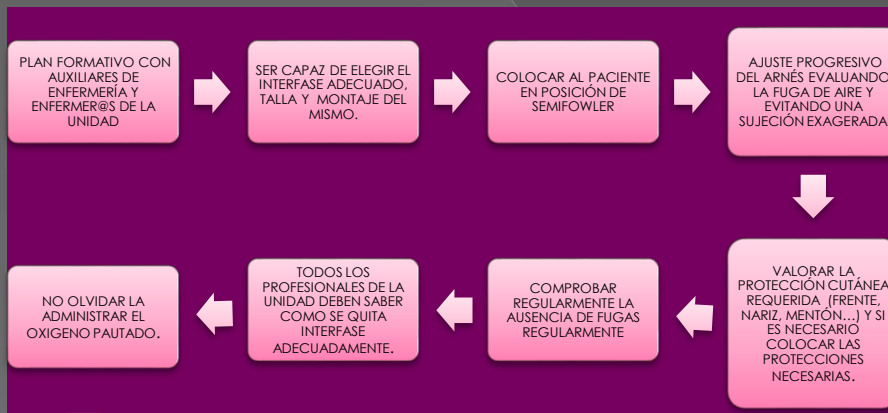 PLAN FORMATIVO CON
AUXILIARES DE
ENFERMERÍA Y
ENFERMER@S DE LA
UNIDAD
SER CAPAZ DE ELEGIR EL
INTERFASE ADECUADO,
TALLA Y MONTAJE DEL
MISMO.
COLOCAR AL PACIENTE
EN POSICIÓN DE
SEMIFOWLER
AJUSTE PROGRESIVO
DEL ARNÉS EVALUANDO
LA FUGA DE AIRE Y
EVITANDO UNA
SUJECIÓN EXAGERADA
VALORAR LA
PROTECCIÓN CUTÁNEA
REQUERIDA (FRENTE,
NARIZ, MENTÓN...) Y SI
ES NECESARIO
COLOCAR LAS
PROTECCIONES
NECESARIAS.
COMPROBAR
REGULARMENTE LA
AUSENCIA DE FUGAS
REGULARMENTE
TODOS LOS
PROFESIONALES DE LA
UNIDAD DEBEN SABER
COMO SE QUITA
INTERFASE
ADECUADAMENTE.
NO OLVIDAR LA
ADMINISTRAR EL
OXIGENO PAUTADO.